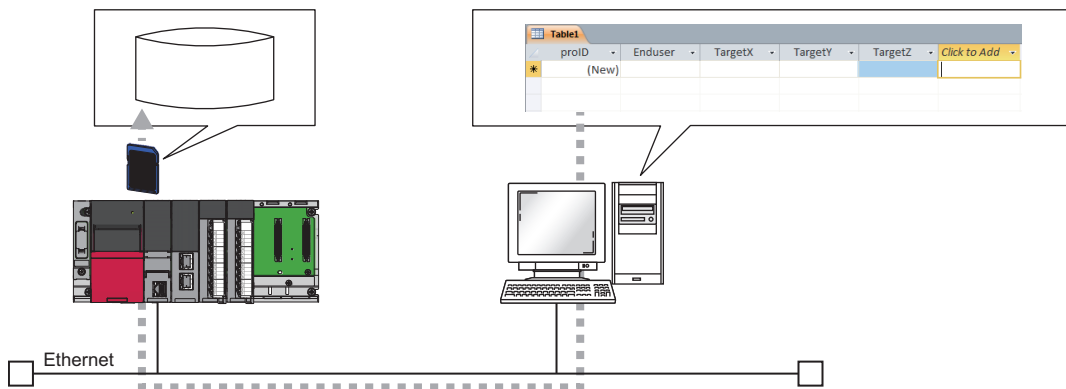 Table1
proID Enduser TargetX TargetY TargetZ Click to Add
* (New)
Ethernet